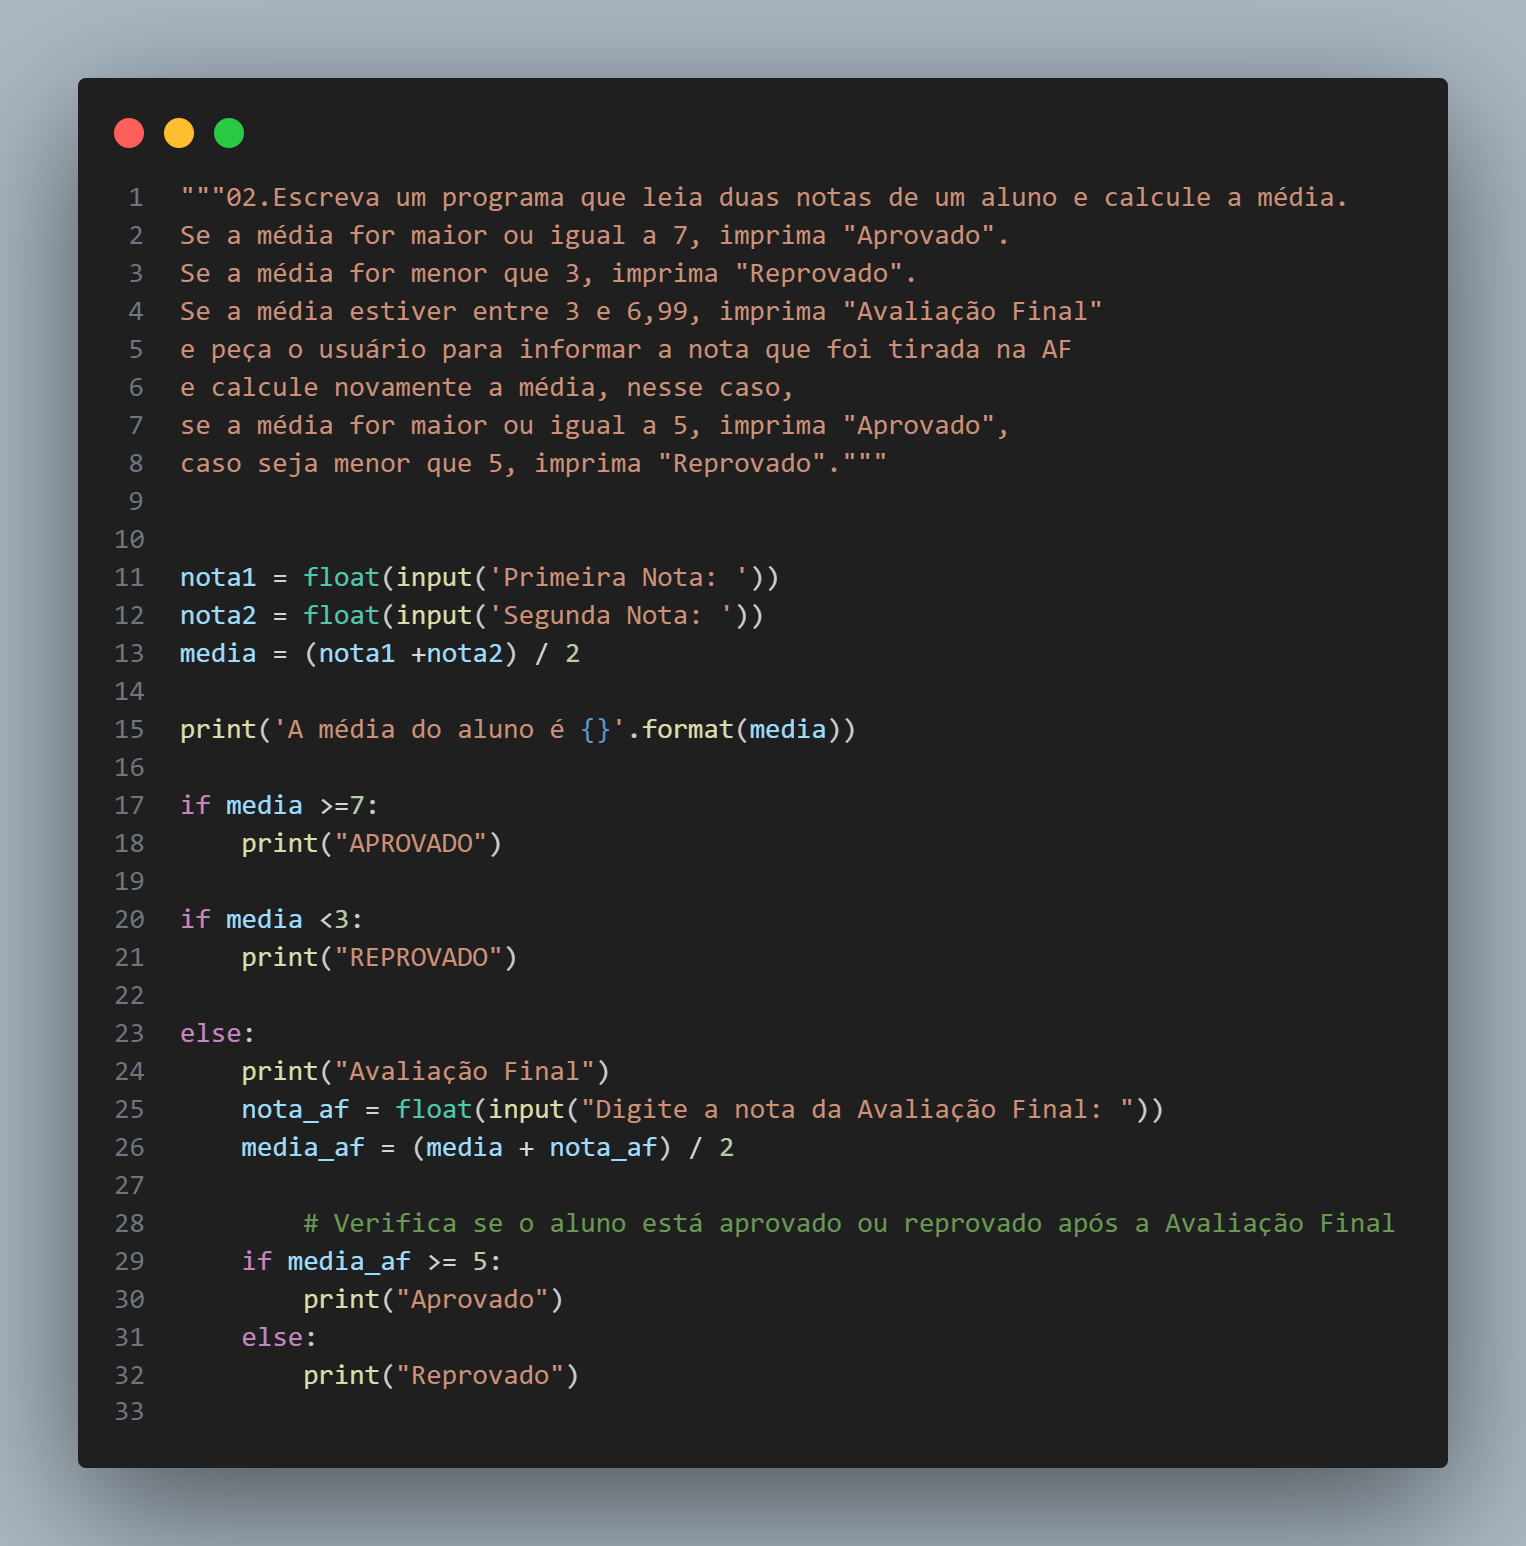 1 """02.Escreva um programa que leia duas notas de um aluno e calcule a média.
2 Se a média for maior ou igual a 7, imprima "Aprovado".
3 Se a média for menor que 3, imprima "Reprovado".
4 Se a média estiver entre 3 e 6,99, imprima "Avaliação Final"
5 e peça o usuário para informar a nota que foi tirada na AF
6 e calcule novamente a média, nesse caso,
7 se a média for maior ou igual a 5, imprima "Aprovado",
8 caso seja menor que 5, imprima "Reprovado"."""
9
10
11 nota1 = float(input('Primeira Nota: '))
12 nota2 = float(input('Segunda Nota: '))
13 media = (nota1 +nota2) / 2
14
15 print('A média do aluno é {}'.format(media))
16
17 if media >=7:
18     print("APROVADO")
19
20 if media <3:
21     print("REPROVADO")
22
23 else:
24     print("Avaliação Final")
25     nota_af = float(input("Digite a nota da Avaliação Final: "))
26     media_af = (media + nota_af) / 2
27
28         # Verifica se o aluno está aprovado ou reprovado após a Avaliação Final
29     if media_af >= 5:
30         print("Aprovado")
31     else:
32         print("Reprovado")
33